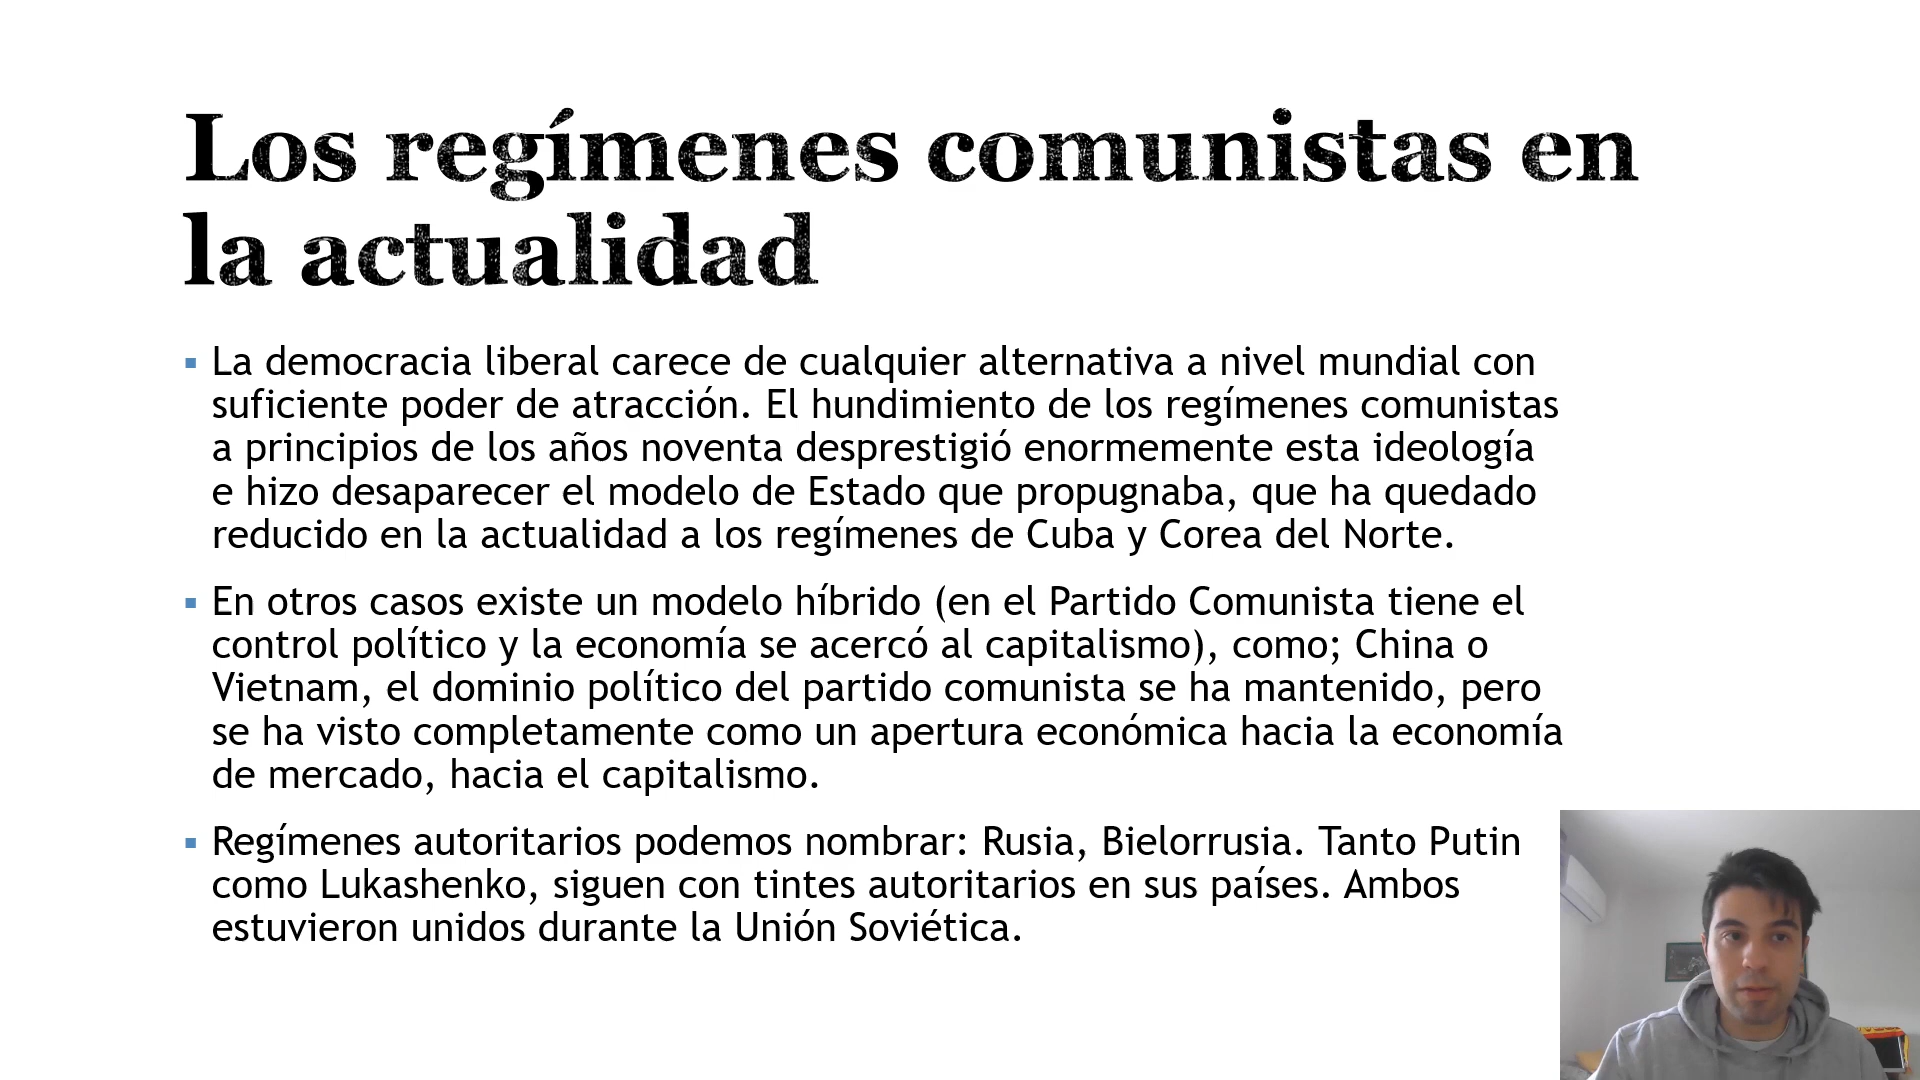 Los regímenes comunistas en
la actualidad
La democracia liberal carece de cualquier alternativa a nivel mundial con
suficiente poder de atracción. El hundimiento de los regímenes comunistas
a principios de los años noventa desprestigió enormemente esta ideología
e hizo desaparecer el modelo de Estado que propugnaba, que ha quedado
reducido en la actualidad a los regímenes de Cuba y Corea del Norte.
En otros casos existe un modelo híbrido (en el Partido Comunista tiene el
control político y la economía se acercó al capitalismo), como; China o
Vietnam, el dominio político del partido comunista se ha mantenido, pero
se ha visto completamente como un apertura económica hacia la economía
de mercado, hacia el capitalismo.
Regímenes autoritarios podemos nombrar: Rusia, Bielorrusia. Tanto Putin
como Lukashenko, siguen con tintes autoritarios en sus países. Ambos
estuvieron unidos durante la Unión Soviética.